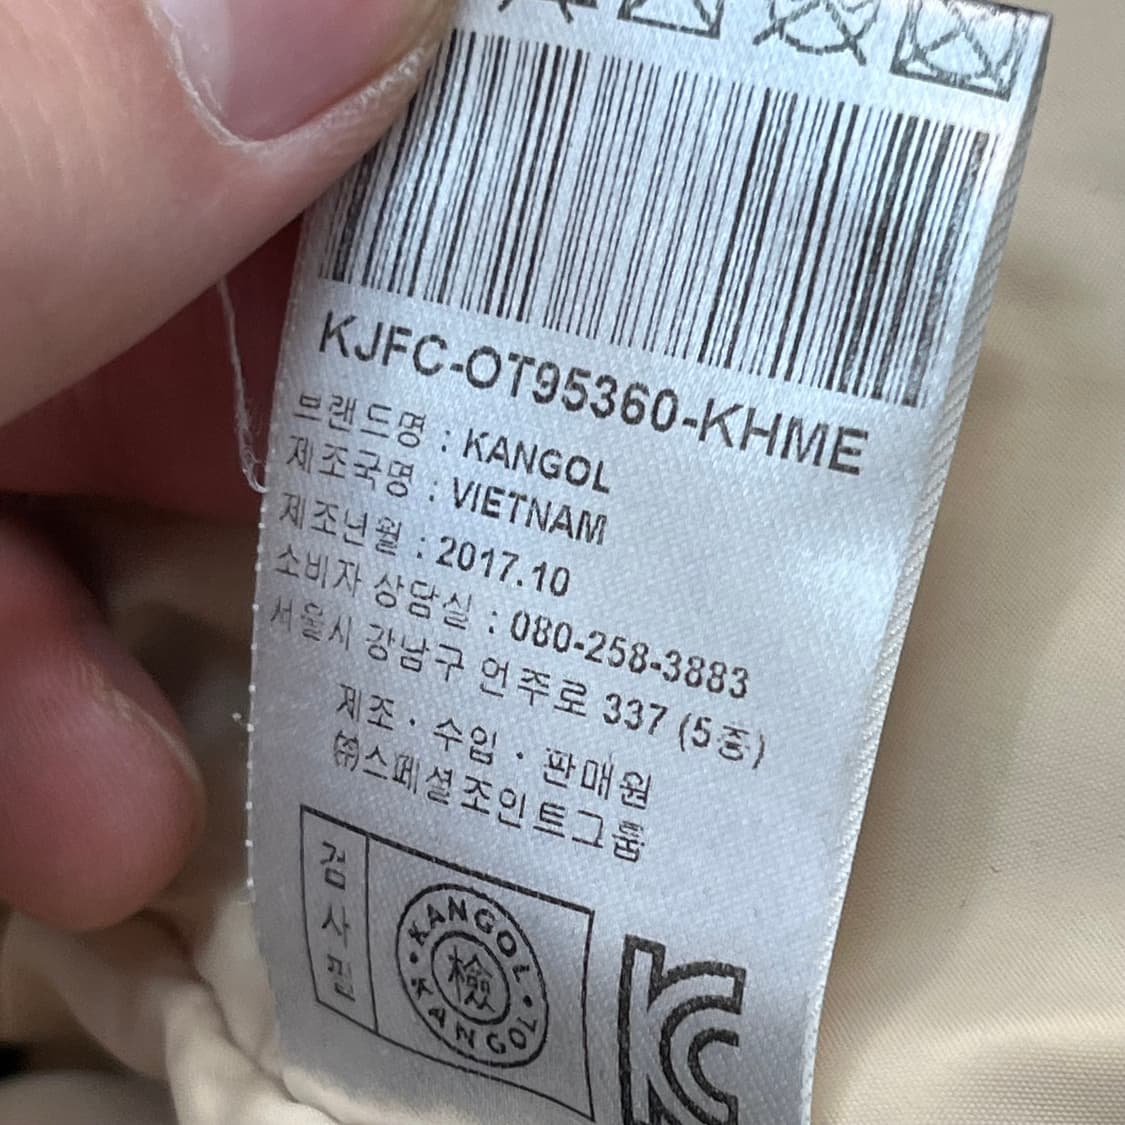 KJFC-OT95360-KHME
브랜드명 : KANGOL
제조국명 : VIETNAM
제조년월 : 2017.10
소비자 상담실 : 080-258-3883
서울시 강남구 언주로 337 (5층)
제조 · 수입 · 판매원
㈜스페셜조인트그룹
검사필
KANGOL
檢
KANGOL
KC